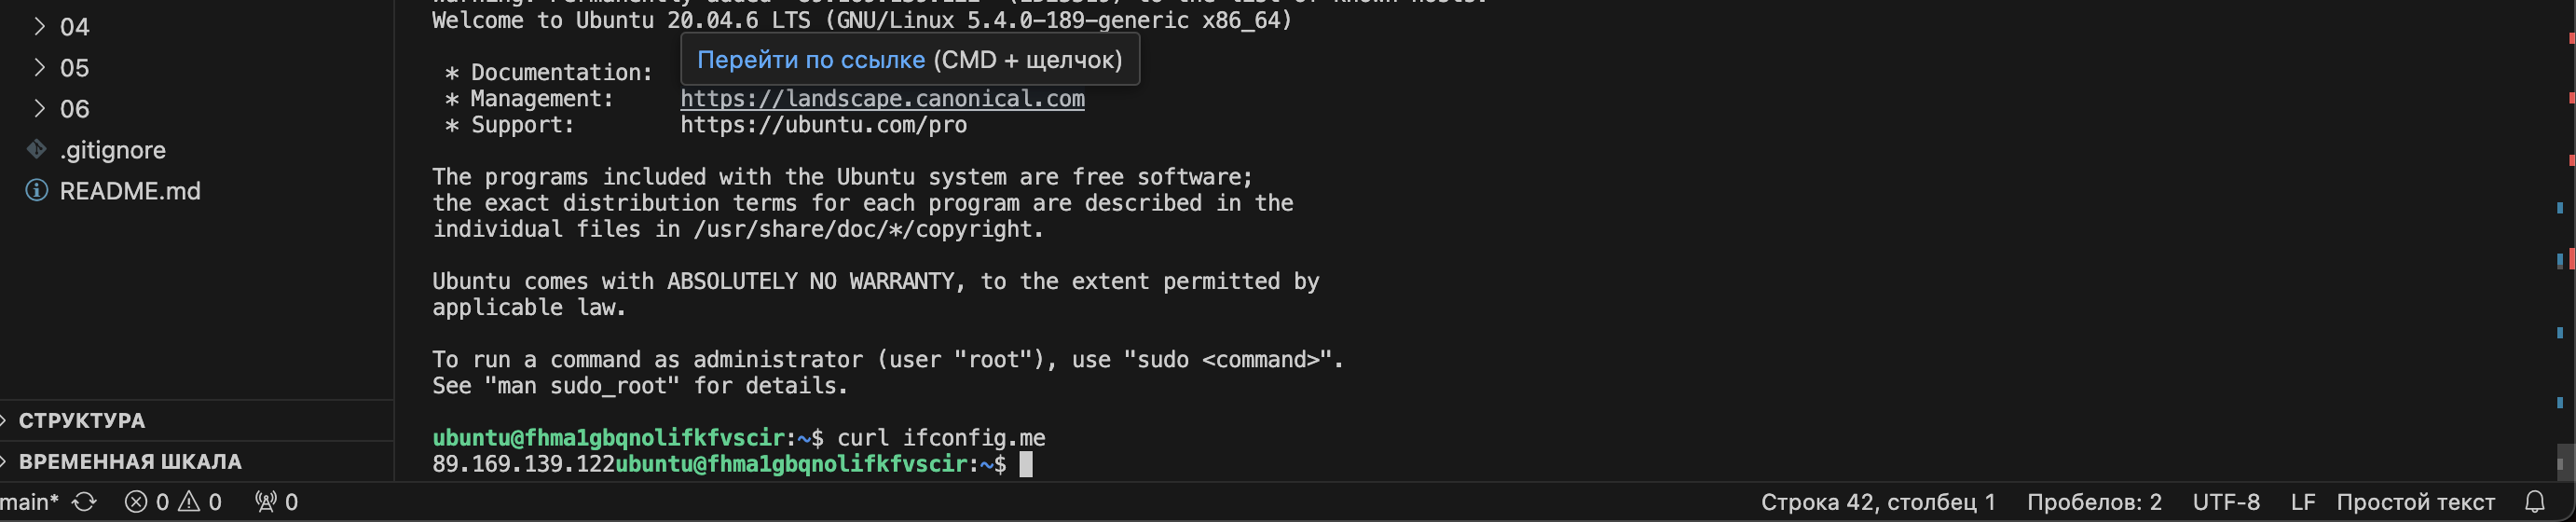 04
05
06
.gitignore
README.md
СТРУКТУРА
ВРЕМЕННАЯ ШКАЛА
Welcome to Ubuntu 20.04.6 LTS (GNU/Linux 5.4.0-189-generic x86_64)
Перейти по ссылке (CMD + щелчок)
* Documentation:
* Management: https://landscape.canonical.com
* Support: https://ubuntu.com/pro
The programs included with the Ubuntu system are free software;
the exact distribution terms for each program are described in the
individual files in /usr/share/doc/*/copyright.
Ubuntu comes with ABSOLUTELY NO WARRANTY, to the extent permitted by
applicable law.
To run a command as administrator (user "root"), use "sudo <command>".
See "man sudo_root" for details.
ubuntu@fhma1gbqnolifkfvscir:~$ curl ifconfig.me
89.169.139.122ubuntu@fhma1gbqnolifkfvscir:~$
main* 0 0 0 Строка 42, столбец 1 Пробелов: 2 UTF-8 LF Простой текст